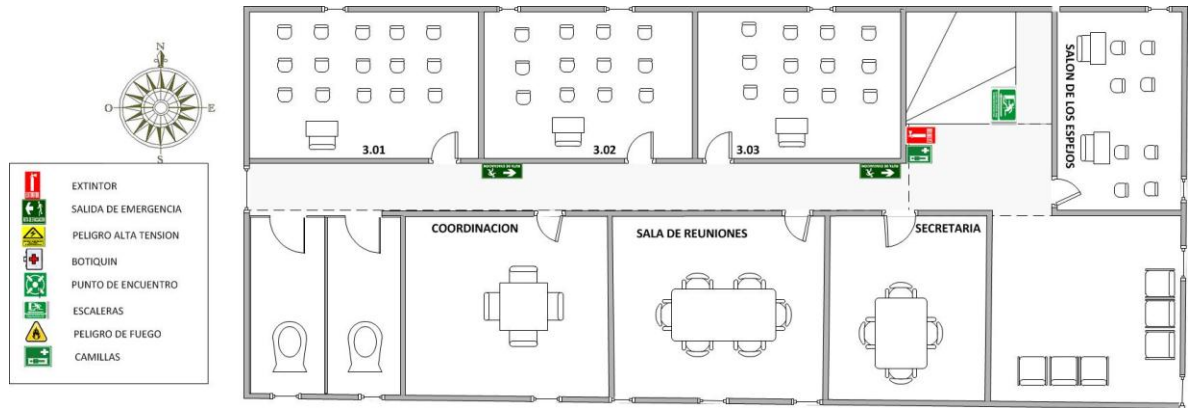 N
O
E
S
EXTINTOR
SALIDA DE EMERGENCIA
PELIGRO ALTA TENSION
BOTIQUIN
PUNTO DE ENCUENTRO
ESCALERAS
PELIGRO DE FUEGO
CAMILLAS
3.01
3.02
3.03
SALON DE LOS ESPEJOS
COORDINACION
SALA DE REUNIONES
SECRETARIA